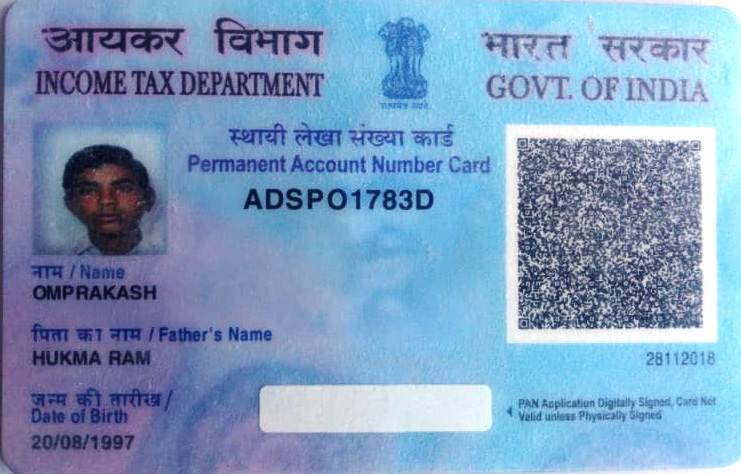 आयकर विभाग
INCOME TAX DEPARTMENT
भारत सरकार
GOVT. OF INDIA
सत्यमेव जयते
स्थायी लेखा संख्या कार्ड
Permanent Account Number Card
ADSPO1783D
नाम / Name
OMPRAKASH
पिता का नाम / Father's Name
HUKMA RAM
जन्म की तारीख /
Date of Birth
20/08/1997
28112018
PAN Application Digitally Signed, Card Not
Valid unless Physically Signed